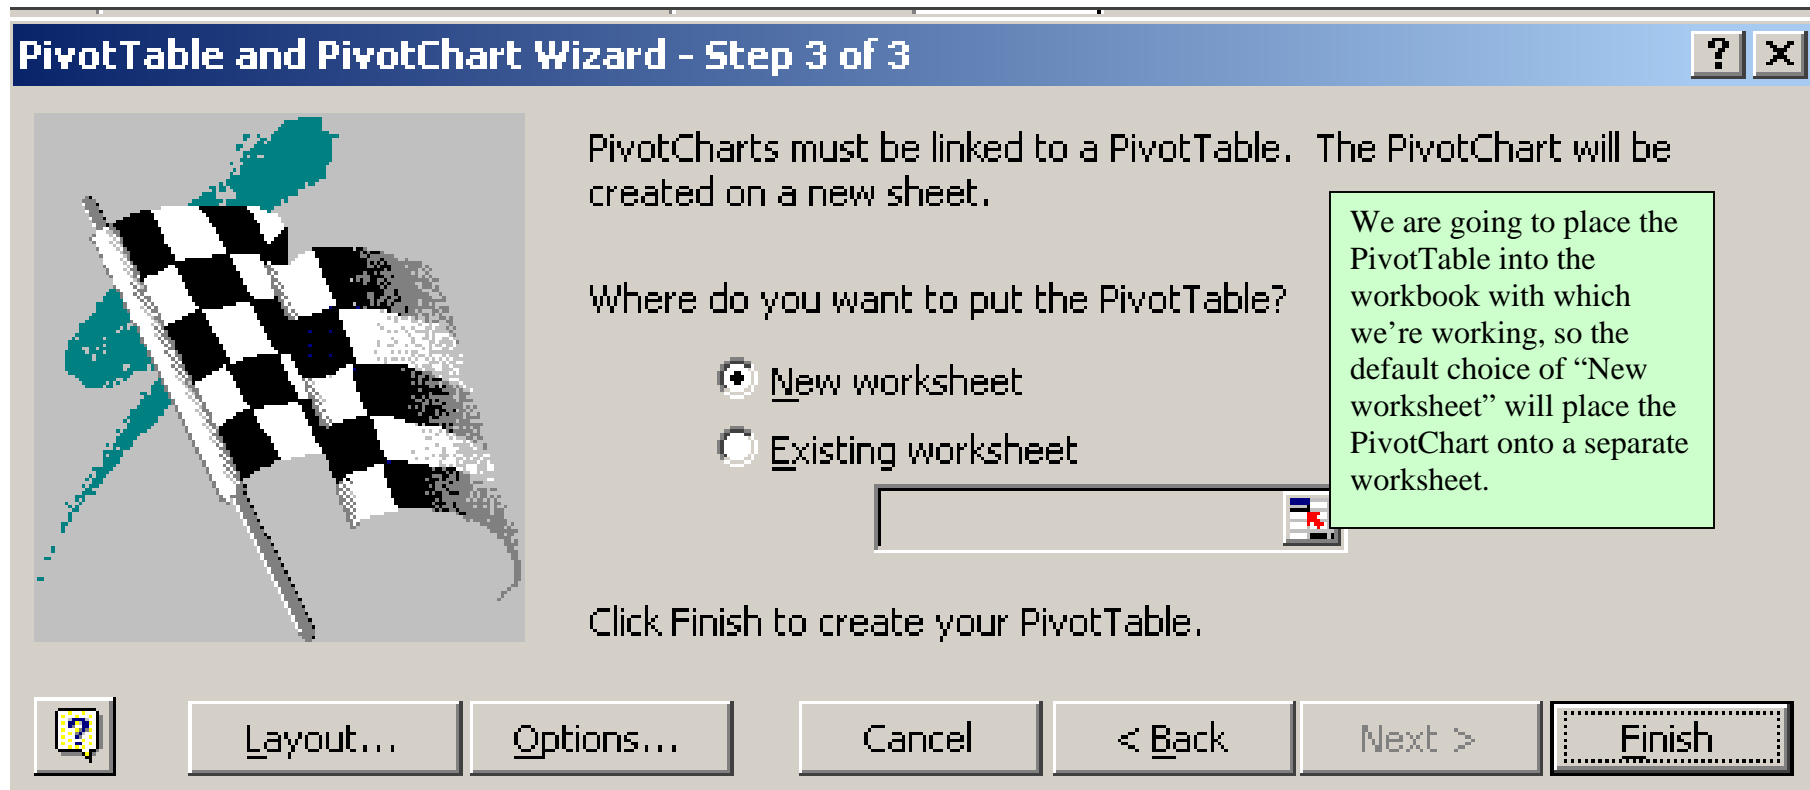 PivotTable and PivotChart Wizard - Step 3 of 3
PivotCharts must be linked to a PivotTable. The PivotChart will be
created on a new sheet.
We are going to place the
PivotTable into the
workbook with which
we’re working, so the
default choice of “New
worksheet” will place the
PivotChart onto a separate
worksheet.
Where do you want to put the PivotTable?
New worksheet
Existing worksheet
Click Finish to create your PivotTable.
Layout... Options... Cancel < Back Next > Finish